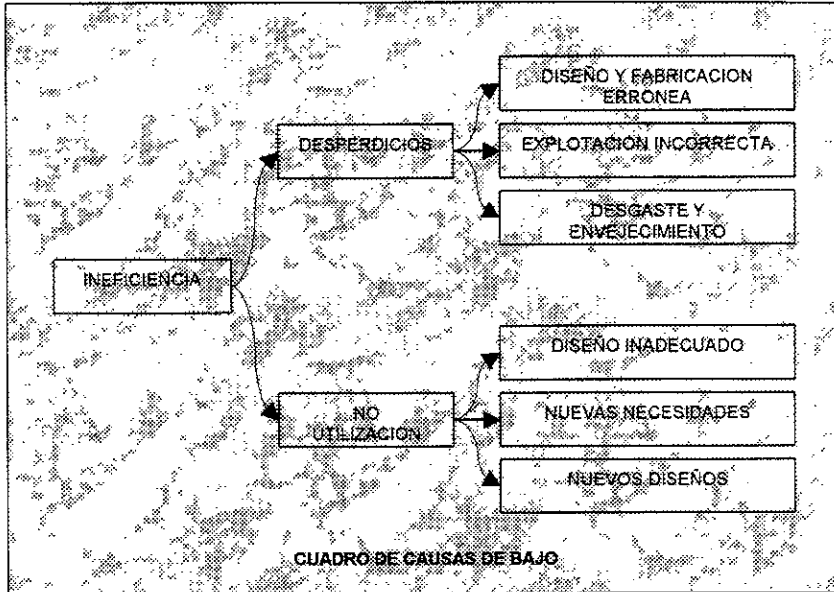 DISEÑO Y FABRICACION
ERRONEA
DESPERDICIOS
EXPLOTACION INCORRECTA
DESGASTE Y
ENVEJECIMIENTO
INEFICIENCIA
DISEÑO INADECUADO
NO
UTILIZACION
NUEVAS NECESIDADES
NUEVOS DISEÑOS
CUADRO DE CAUSAS DE BAJO